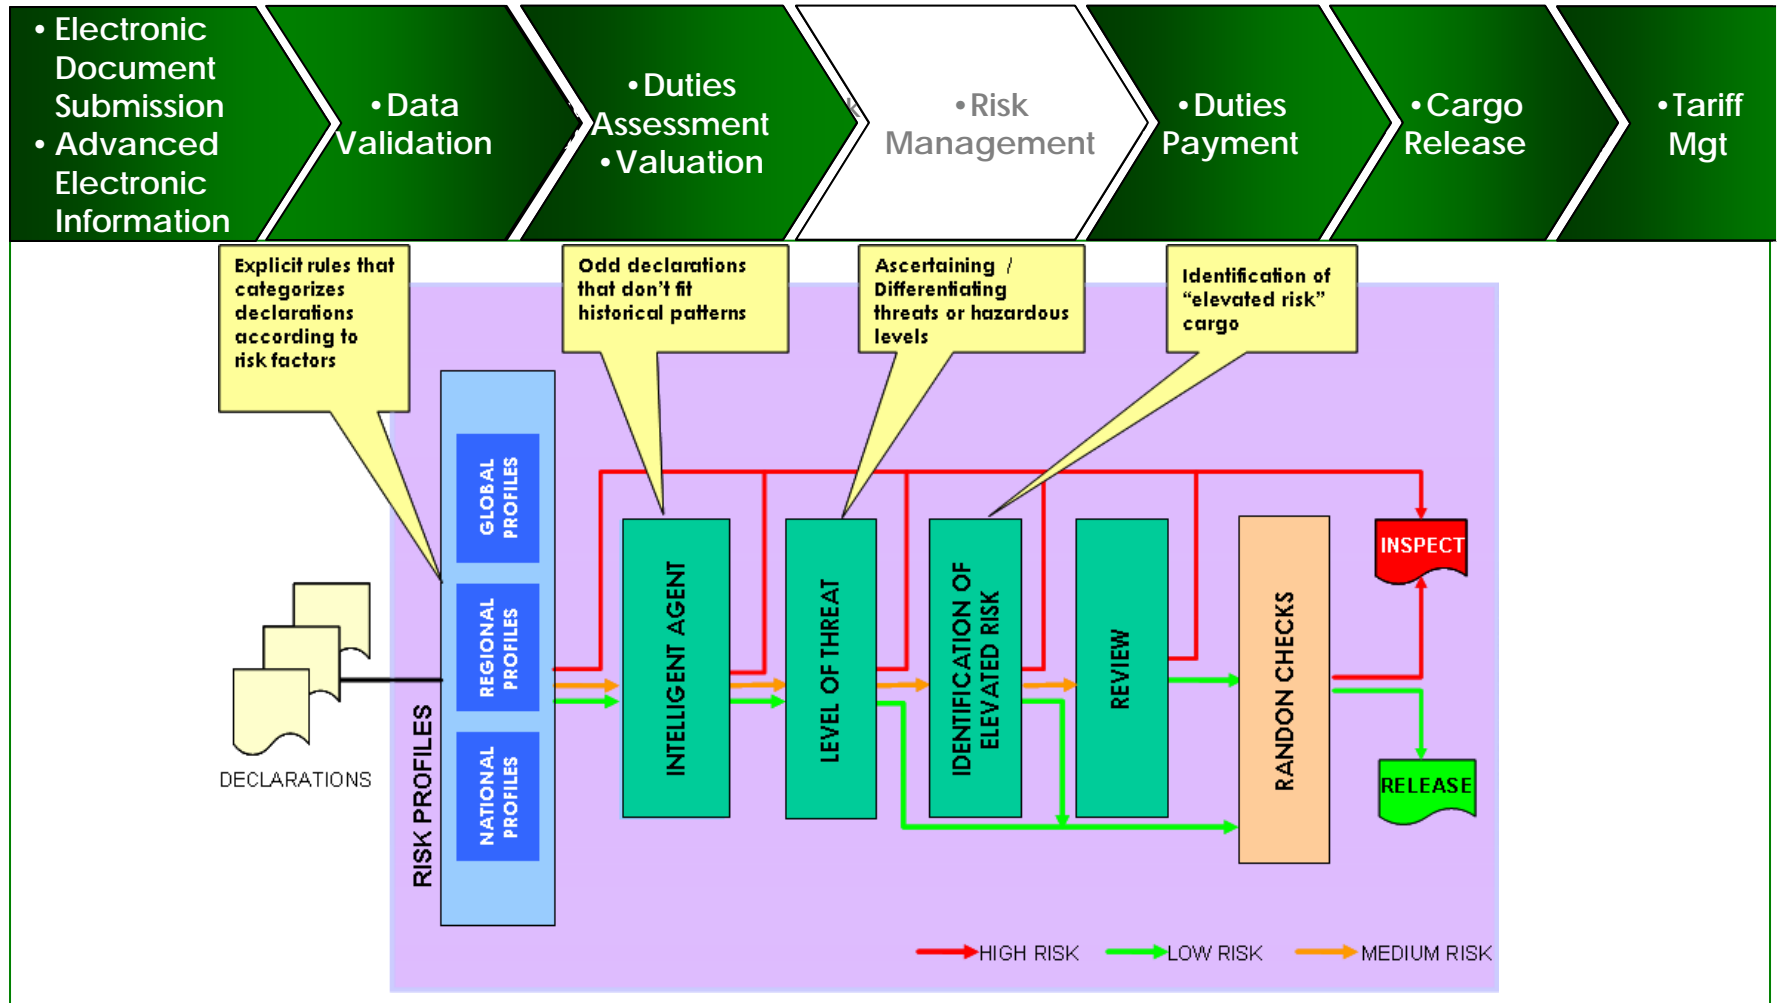 • Electronic
Document
Submission
• Advanced
Electronic
Information
• Data
Validation
• Duties
Assessment
• Valuation
• Risk
Management
• Duties
Payment
• Cargo
Release
• Tariff
Mgt
Explicit rules that
categorizes
declarations
according to
risk factors
Odd declarations
that don't fit
historical patterns
Ascertaining /
Differentiating
threats or hazardous
levels
Identification of
“elevated risk”
cargo
GLOBAL
PROFILES
REGIONAL
PROFILES
NATIONAL
PROFILES
RISK PROFILES
DECLARATIONS
INTELLIGENT AGENT
LEVEL OF THREAT
IDENTIFICATION OF
ELEVATED RISK
REVIEW
RANDON CHECKS
INSPECT
RELEASE
HIGH RISK
LOW RISK
MEDIUM RISK